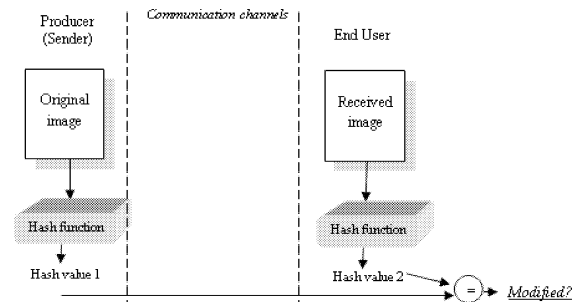 Communication channels
Producer
(Sender)
End User
Original
image
Received
image
Hash function
Hash function
Hash value 1
Hash value 2
=
Modified?